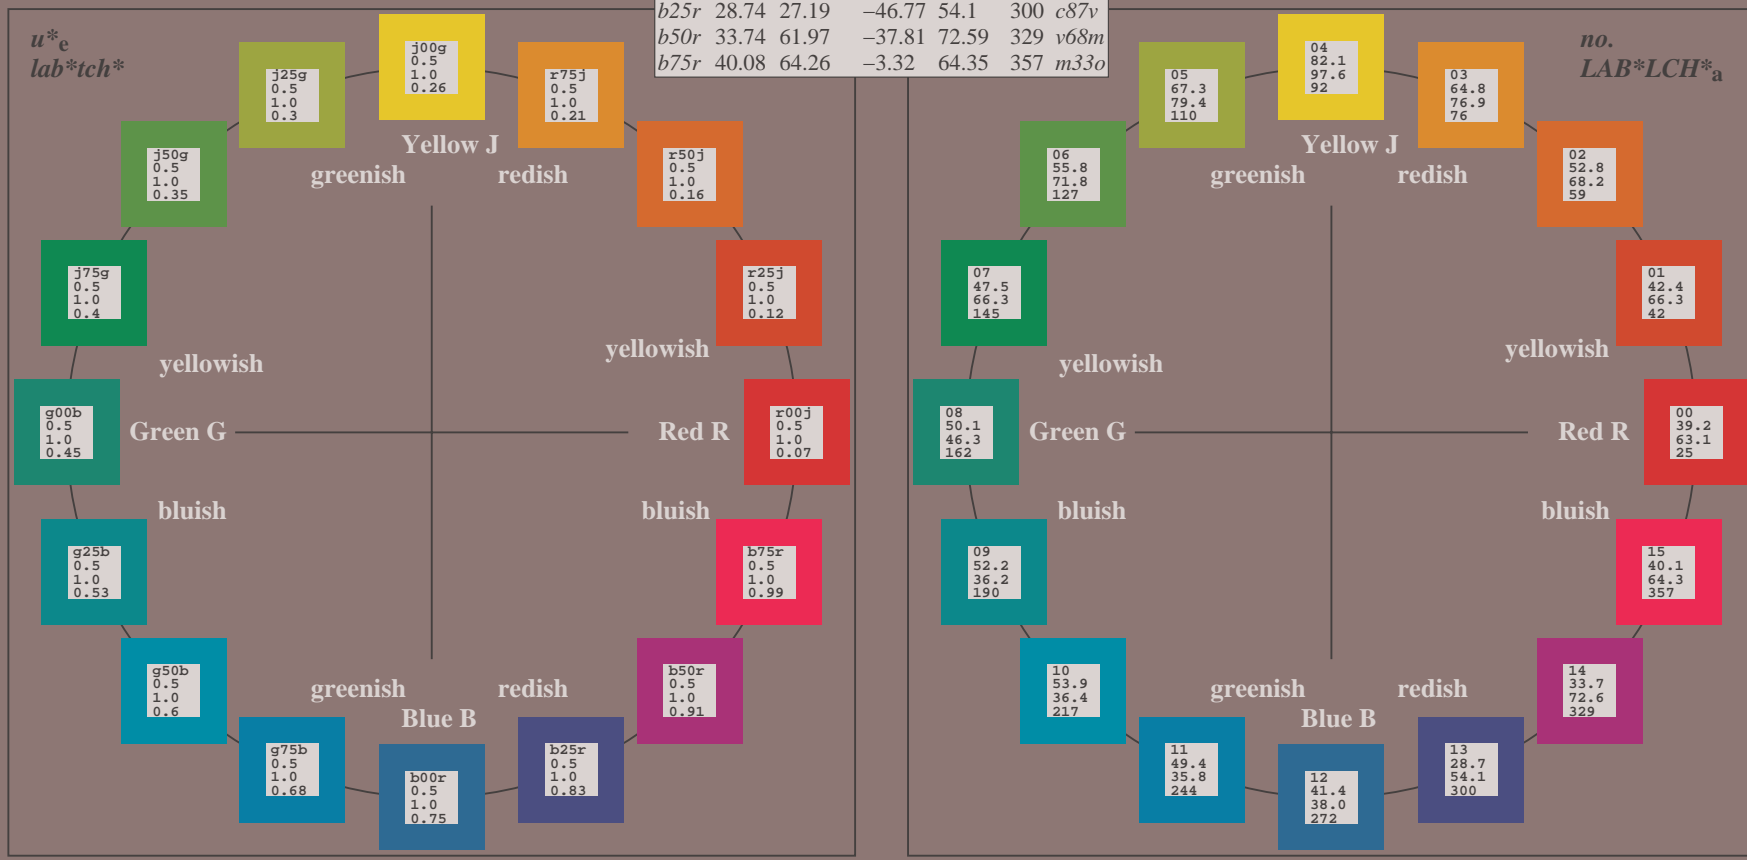 b25r 28.74 27.19 −46.77 54.1 300 c87v
b50r 33.74 61.97 −37.81 72.59 329 v68m
b75r 40.08 64.26 −3.32 64.35 357 m33o
u*e
lab*tch*
j00g
0.5
1.0
0.26
j25g
0.5
1.0
0.3
r75j
0.5
1.0
0.21
Yellow J
greenish redish
j50g
0.5
1.0
0.35
r50j
0.5
1.0
0.16
j75g
0.5
1.0
0.4
r25j
0.5
1.0
0.12
yellowish
yellowish
g00b
0.5
1.0
0.45
Green G
Red R
r00j
0.5
1.0
0.07
bluish
bluish
g25b
0.5
1.0
0.53
b75r
0.5
1.0
0.99
g50b
0.5
1.0
0.6
b50r
0.5
1.0
0.91
greenish redish
Blue B
g75b
0.5
1.0
0.68
b00r
0.5
1.0
0.75
b25r
0.5
1.0
0.83
no.
LAB*LCH*a
04
82.1
97.6
92
05
67.3
79.4
110
03
64.8
76.9
76
Yellow J
greenish redish
06
55.8
71.8
127
02
52.8
68.2
59
07
47.5
66.3
145
01
42.4
66.3
42
yellowish
yellowish
08
50.1
46.3
162
Green G
Red R
00
39.2
63.1
25
bluish
bluish
09
52.2
36.2
190
15
40.1
64.3
357
10
53.9
36.4
217
14
33.7
72.6
329
greenish redish
Blue B
11
49.4
35.8
244
12
41.4
38.0
272
13
28.7
54.1
300